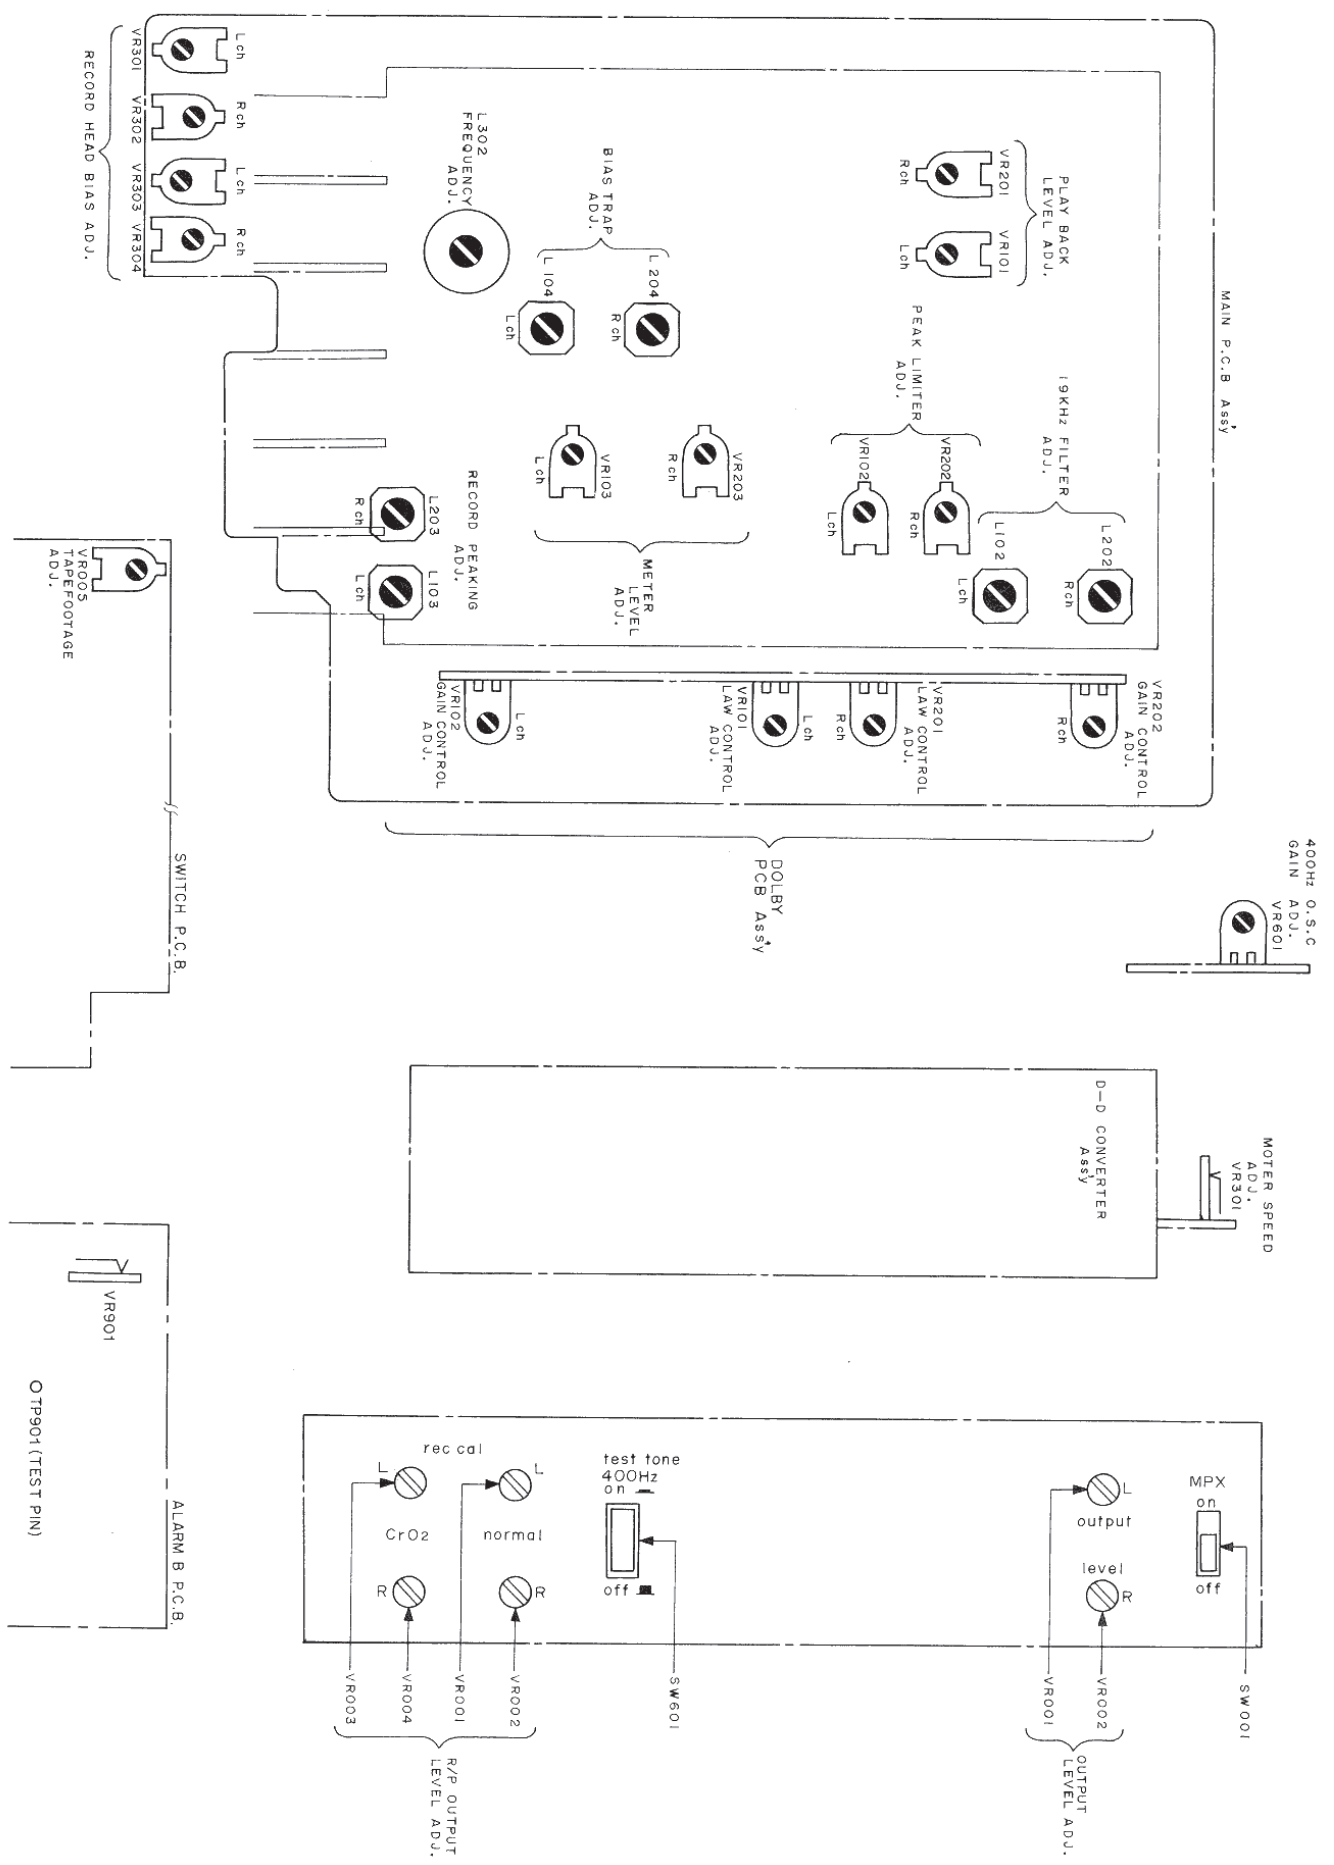 L ch
VR301
R ch
VR302
L ch
VR303
R ch
VR304
RECORD HEAD BIAS ADJ.
L302
FREQUENCY
ADJ.
BIAS TRAP
ADJ.
L 104
L ch
L 204
R ch
PLAY BACK
LEVEL ADJ.
VR201
R ch
VR101
L ch
MAIN P.C.B Ass'y
PEAK LIMITER
ADJ.
VR102
L ch
VR202
R ch
19KHz FILTER
ADJ.
L102
L ch
L202
R ch
VR103
L ch
VR203
R ch
METER
LEVEL
ADJ.
RECORD PEAKING
ADJ.
L203
R ch
L103
L ch
VR005
TAPEFOOTAGE
ADJ.
SWITCH P.C.B.
VR102
GAIN CONTROL
ADJ.
L ch
VR101
LAW CONTROL
ADJ.
L ch
VR201
LAW CONTROL
ADJ.
R ch
VR202
GAIN CONTROL
ADJ.
R ch
DOLBY
PCB Ass'y
400Hz O.S.C
GAIN ADJ.
VR601
D-D CONVERTER
Ass'y
MOTER SPEED
ADJ.
VR301
VR901
TP901 (TEST PIN)
ALARM B P.C.B.
rec cal
L
L
CrO2
normal
R
R
test tone
400Hz
on
off
L
output
level
R
MPX
on
off
VR003
VR004
VR001
VR002
R/P OUTPUT
LEVEL ADJ.
SW601
VR001
VR002
OUTPUT
LEVEL ADJ.
SW001